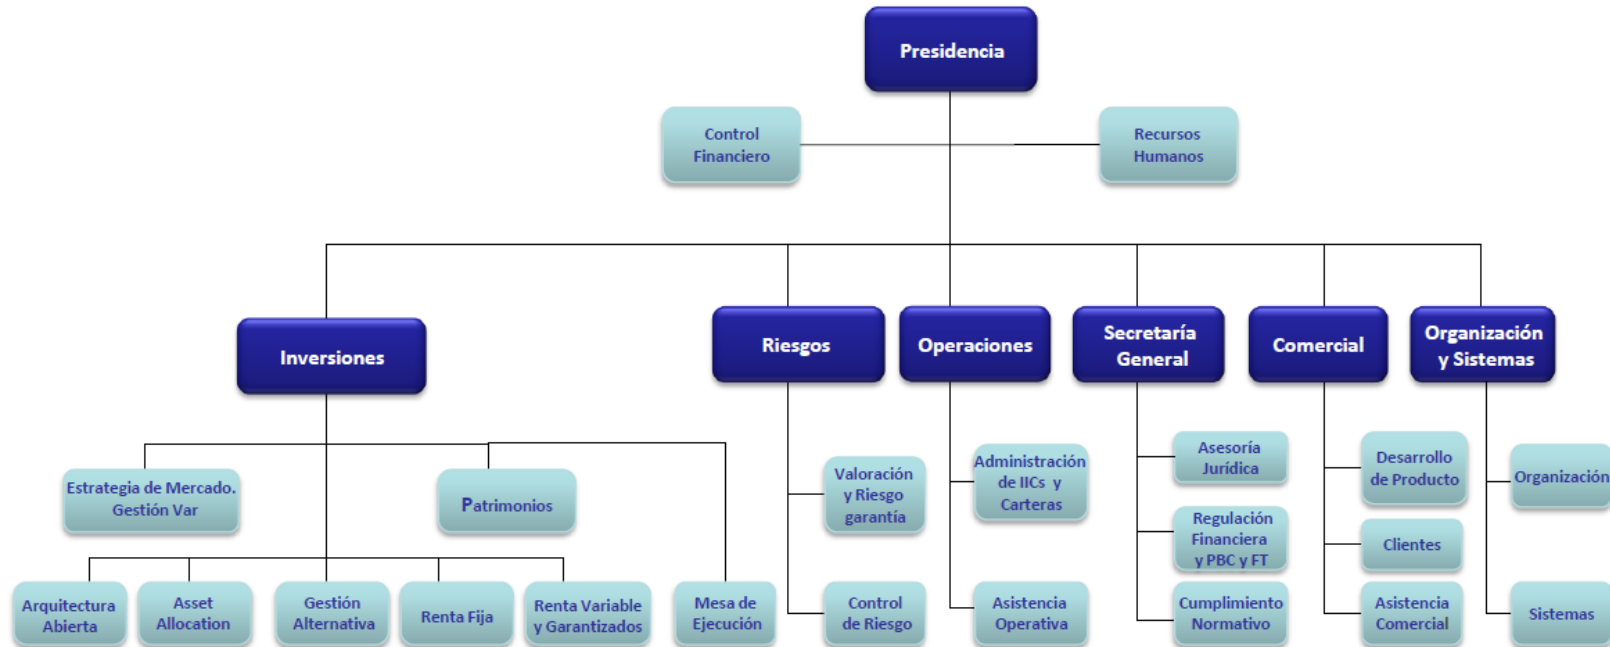 Presidencia
Control
Financiero
Recursos
Humanos
Inversiones
Riesgos
Operaciones
Secretaría
General
Comercial
Organización
y Sistemas
Estrategia de Mercado.
Gestión Var
Patrimonios
Arquitectura
Abierta
Asset
Allocation
Gestión
Alternativa
Renta Fija
Renta Variable
y Garantizados
Mesa de
Ejecución
Valoración
y Riesgo
garantía
Control
de Riesgo
Administración
de IICs y
Carteras
Asistencia
Operativa
Asesoría
Jurídica
Regulación
Financiera
y PBC y FT
Cumplimiento
Normativo
Desarrollo
de Producto
Clientes
Asistencia
Comercial
Organización
Sistemas